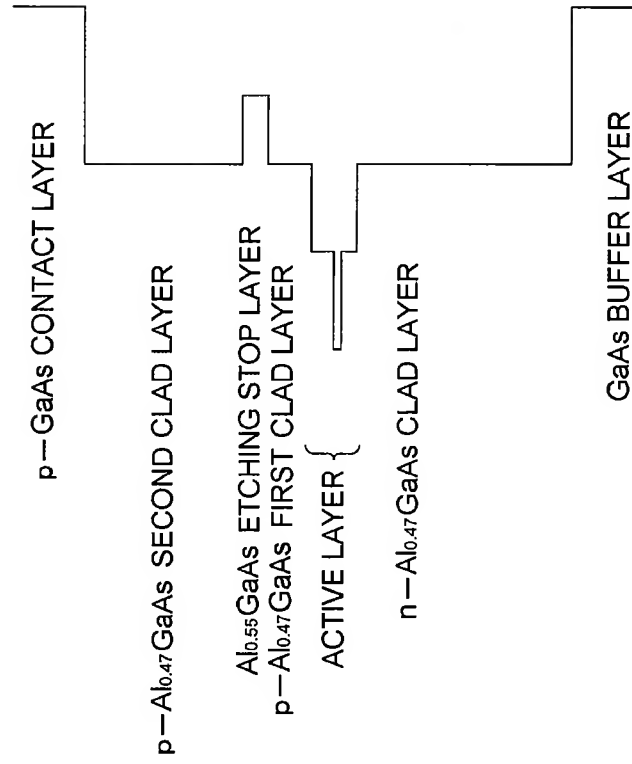 p—GaAs CONTACT LAYER
p—Al0.47GaAs SECOND CLAD LAYER
Al0.55GaAs ETCHING STOP LAYER
p—Al0.47GaAs FIRST CLAD LAYER
ACTIVE LAYER
n—Al0.47GaAs CLAD LAYER
GaAs BUFFER LAYER